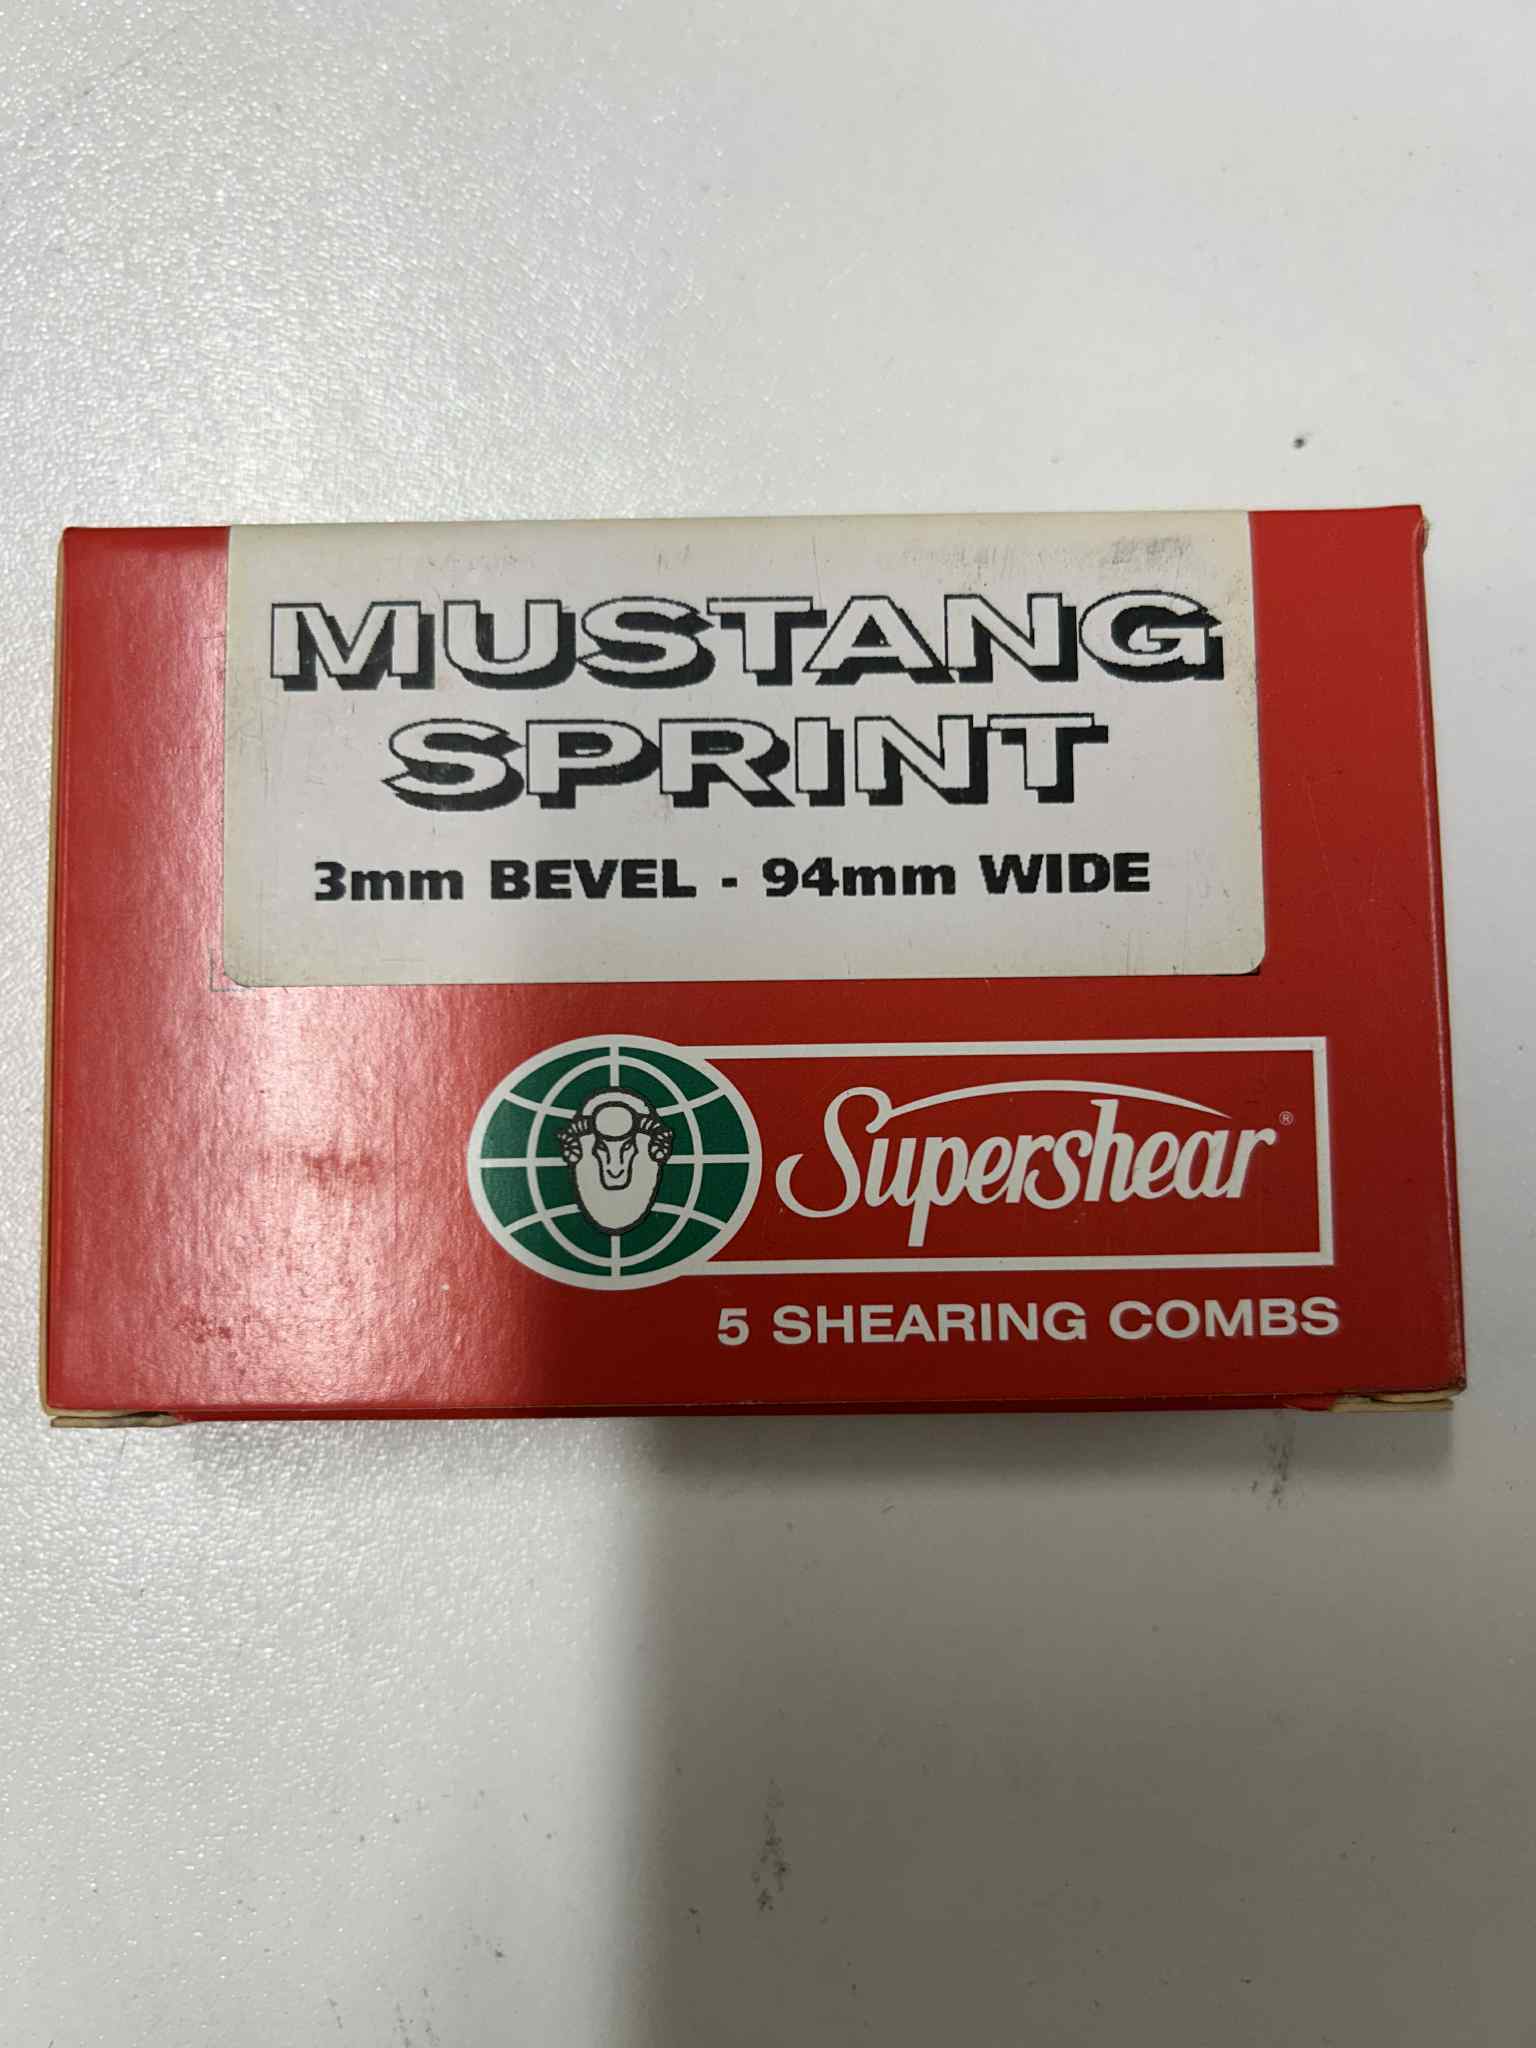 MUSTANG
SPRINT
3mm BEVEL - 94mm WIDE
Supershear®
5 SHEARING COMBS